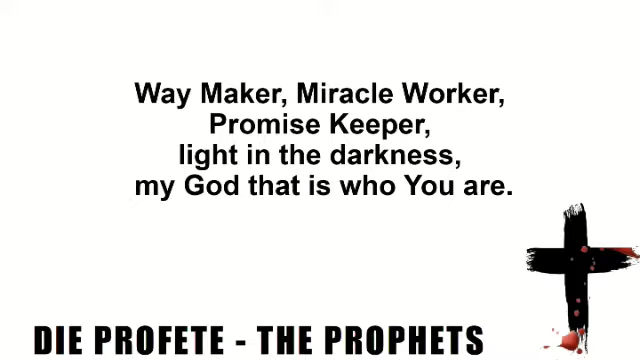 Way Maker, Miracle Worker,
Promise Keeper,
light in the darkness,
my God that is who You are.
DIE PROFETE - THE PROPHETS